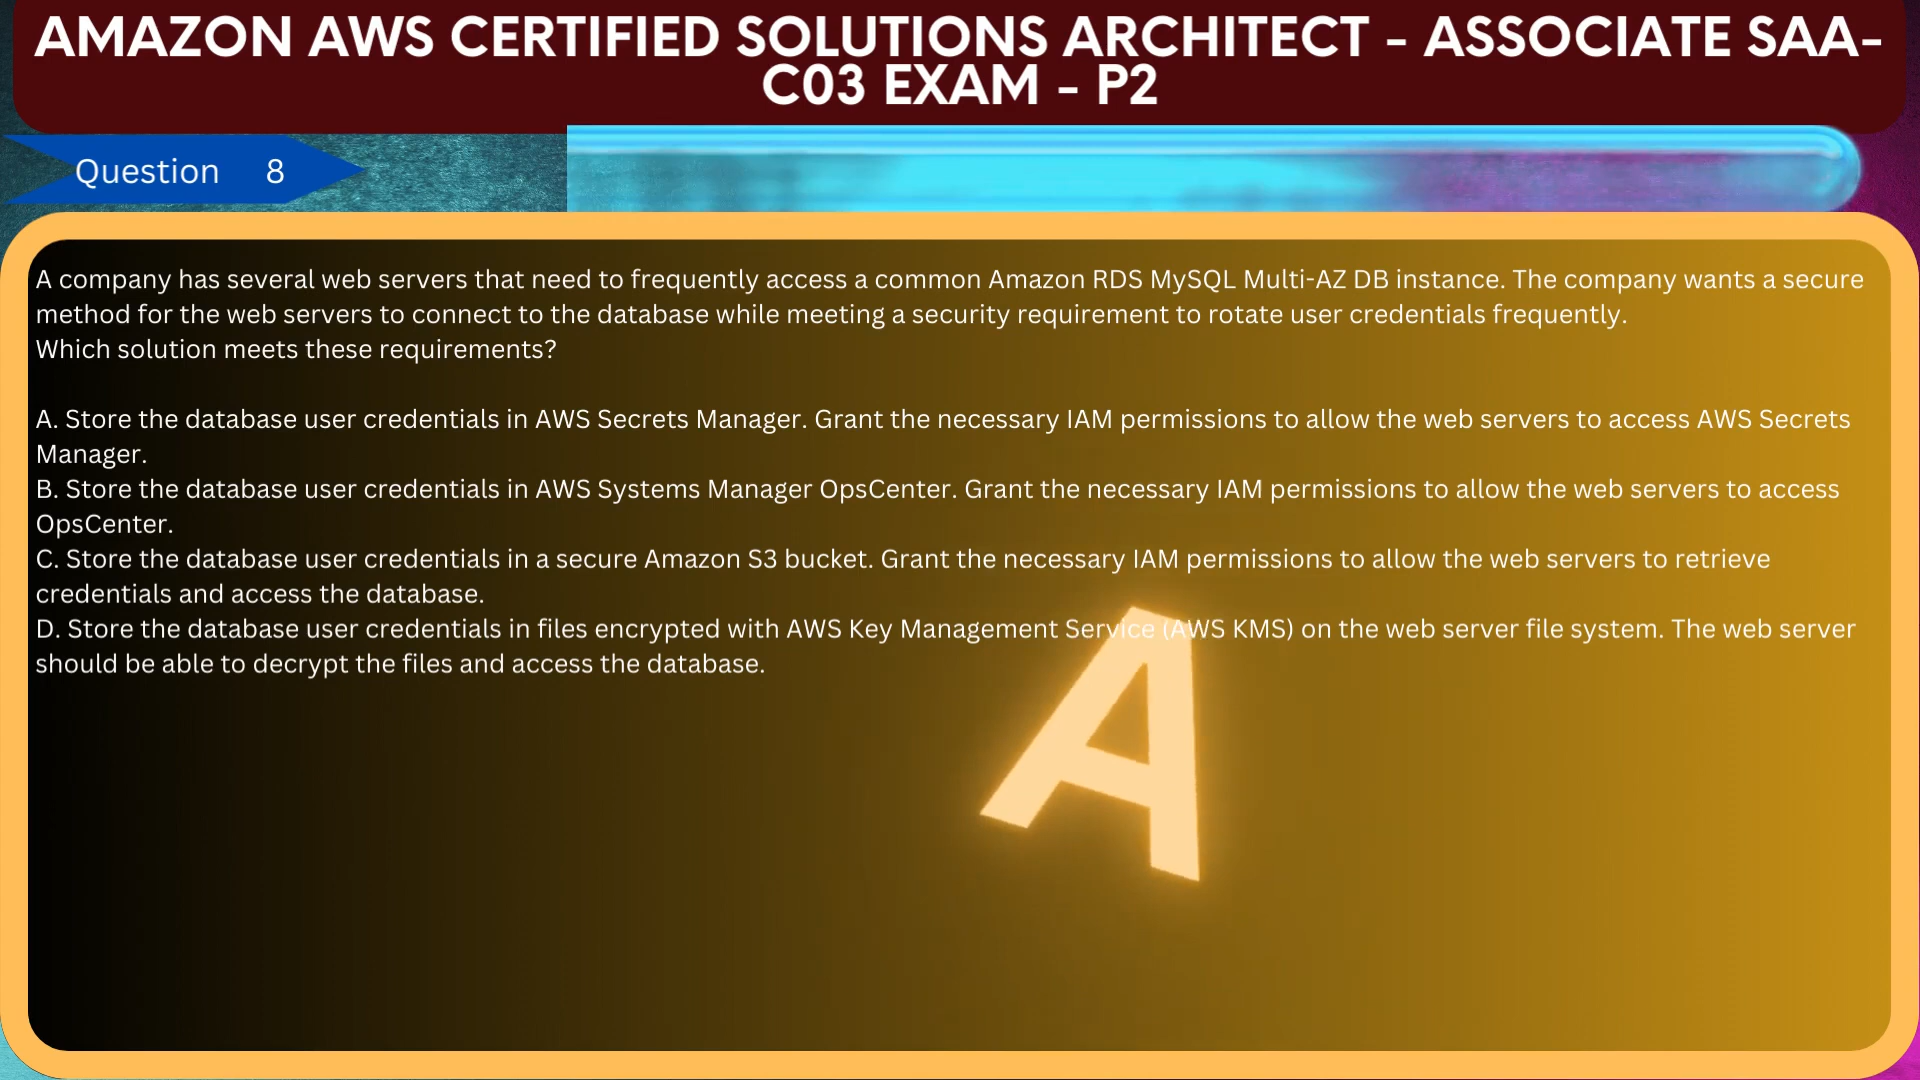 AMAZON AWS CERTIFIED SOLUTIONS ARCHITECT - ASSOCIATE SAA-
C03 EXAM - P2
Question 8
A company has several web servers that need to frequently access a common Amazon RDS MySQL Multi-AZ DB instance. The company wants a secure
method for the web servers to connect to the database while meeting a security requirement to rotate user credentials frequently.
Which solution meets these requirements?
A. Store the database user credentials in AWS Secrets Manager. Grant the necessary IAM permissions to allow the web servers to access AWS Secrets
Manager.
B. Store the database user credentials in AWS Systems Manager OpsCenter. Grant the necessary IAM permissions to allow the web servers to access
OpsCenter.
C. Store the database user credentials in a secure Amazon S3 bucket. Grant the necessary IAM permissions to allow the web servers to retrieve
credentials and access the database.
D. Store the database user credentials in files encrypted with AWS Key Management Service (AWS KMS) on the web server file system. The web server
should be able to decrypt the files and access the database.
A